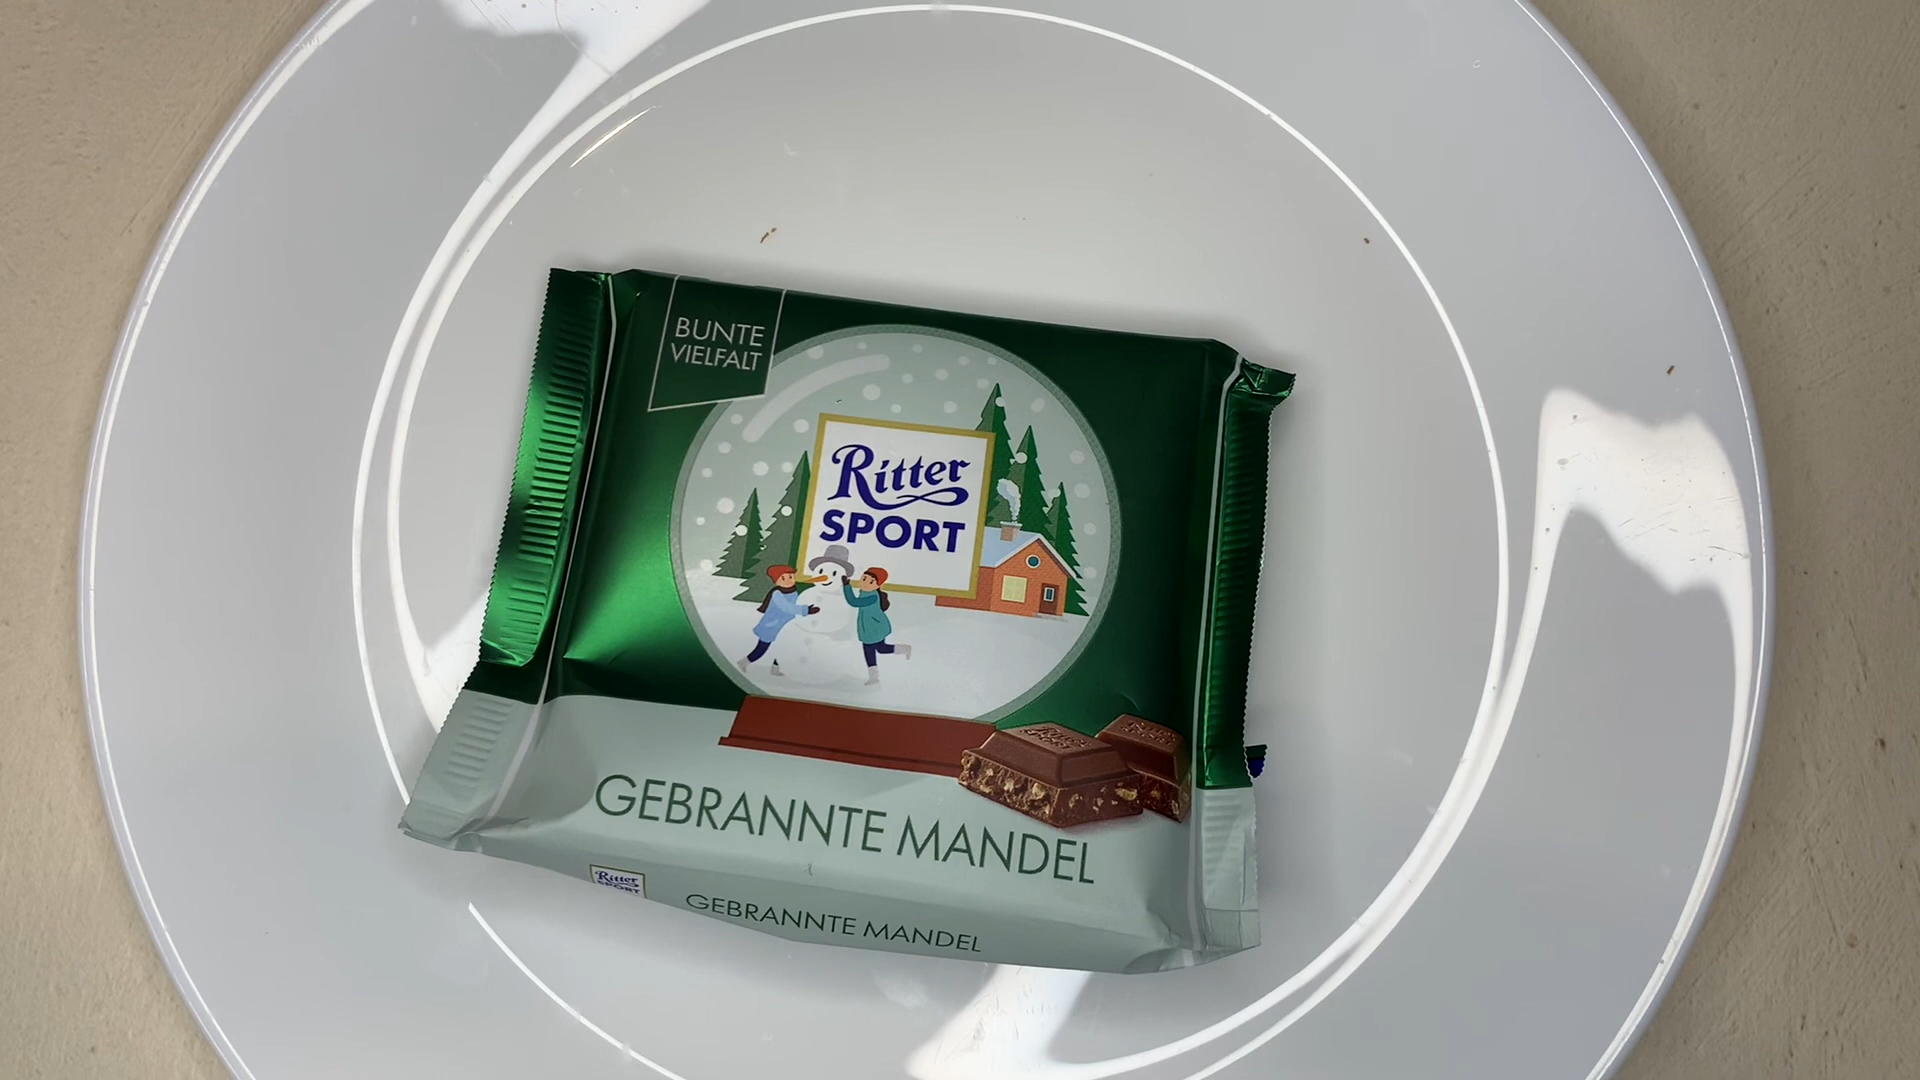 BUNTE
VIELFALT
Ritter
SPORT
GEBRANNTE MANDEL
Ritter
SPORT
GEBRANNTE MANDEL